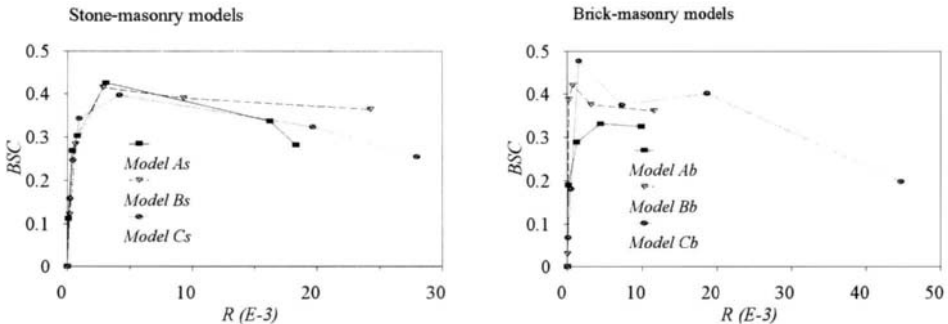 Stone-masonry models
0.5
0.4
0.3
0.2
0.1
0
BSC
Model As
Model Bs
Model Cs
0
10
20
30
R (E-3)
Brick-masonry models
0.5
0.4
0.3
0.2
0.1
0
BSC
Model Ab
Model Bb
Model Cb
0
10
20
30
40
50
R (E-3)